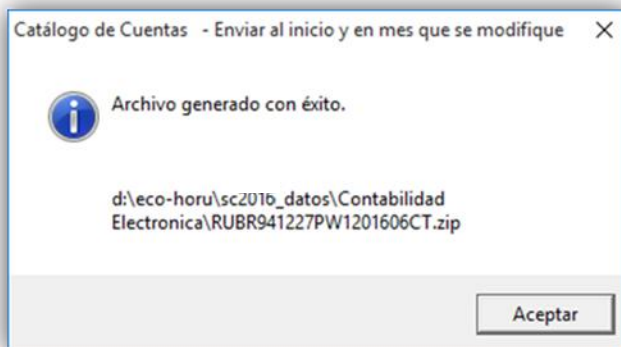 Catálogo de Cuentas - Enviar al inicio y en mes que se modifique
Archivo generado con éxito.
d:\eco-horu\sc2016_datos\Contabilidad
Electronica\RUBR941227PW1201606CT.zip
Aceptar